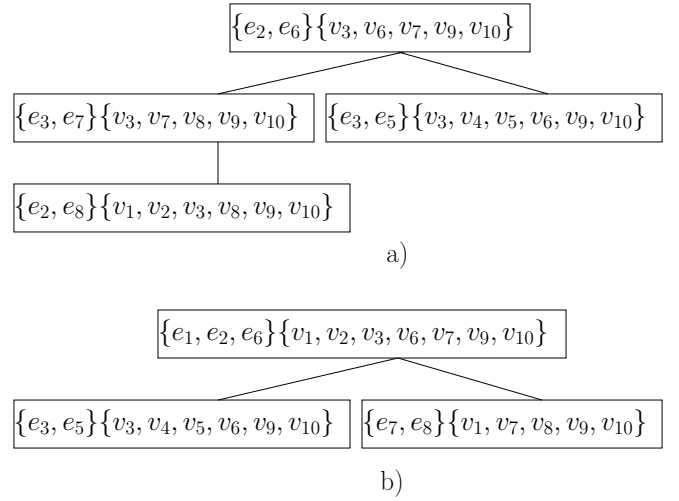 {e₂, e₆}{v₃, v₆, v₇, v₉, v₁₀}
{e₃, e₇}{v₃, v₇, v₈, v₉, v₁₀} {e₃, e₅}{v₃, v₄, v₅, v₆, v₉, v₁₀}
{e₂, e₈}{v₁, v₂, v₃, v₈, v₉, v₁₀}
a)
{e₁, e₂, e₆}{v₁, v₂, v₃, v₆, v₇, v₉, v₁₀}
{e₃, e₅}{v₃, v₄, v₅, v₆, v₉, v₁₀} {e₇, e₈}{v₁, v₇, v₈, v₉, v₁₀}
b)